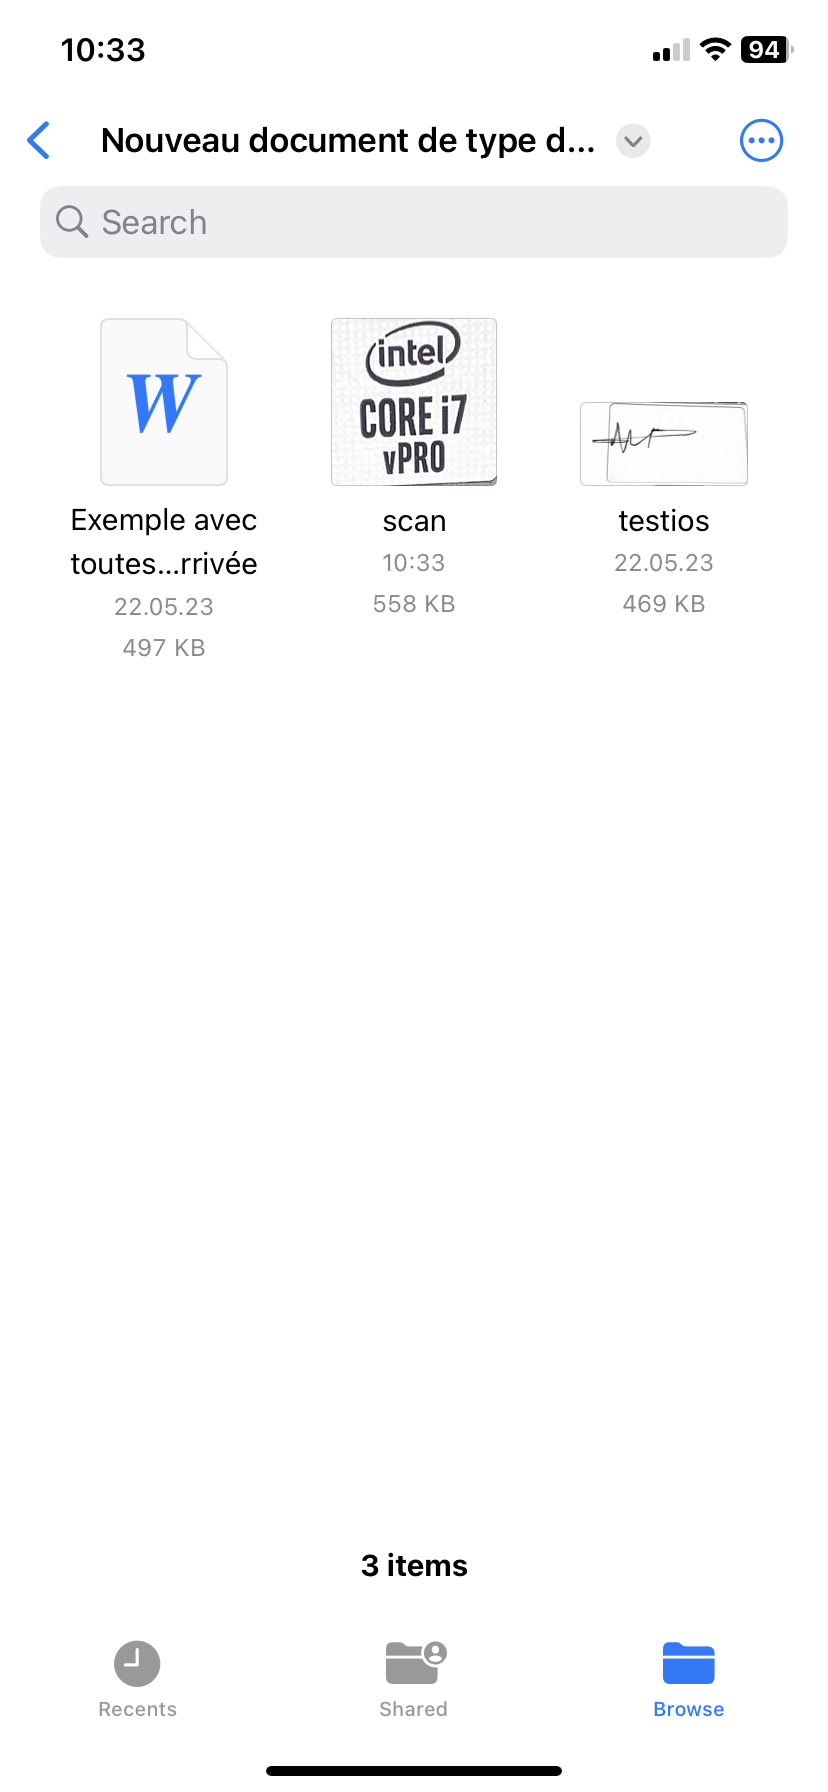 10:33
94
Nouveau document de type d...
Search
W
intel
CORE i7
vPRO
Exemple avec
toutes...rrivée
22.05.23
497 KB
scan
10:33
558 KB
testios
22.05.23
469 KB
3 items
Recents
Shared
Browse